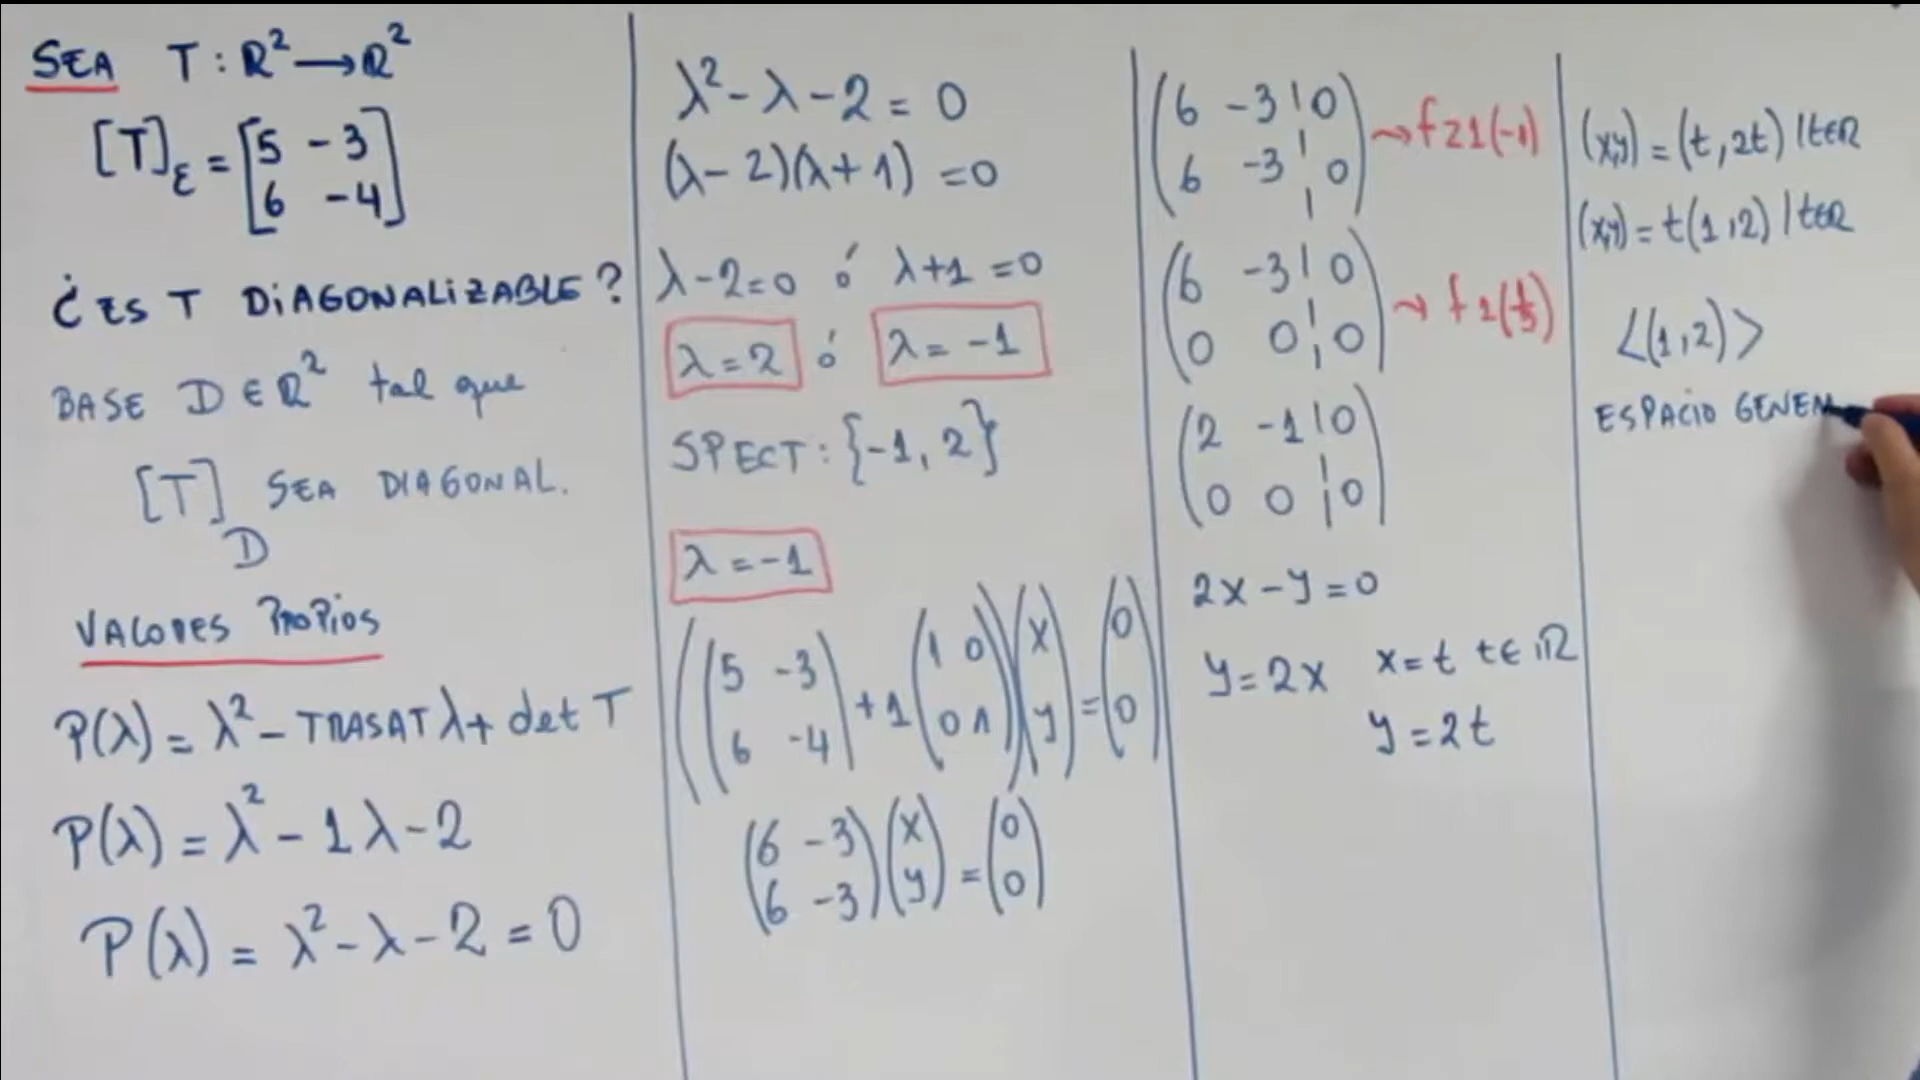 SEA T : R² → R²
[T]ε = [5 -3
6 -4]
¿ES T DIAGONALIZABLE?
BASE D ∈ R² tal que
[T]D SEA DIAGONAL.
VALORES PROPIOS
P(λ) = λ² - TRASAT λ + det T
P(λ) = λ² - 1λ - 2
P(λ) = λ² - λ - 2 = 0
λ² - λ - 2 = 0
(λ - 2)(λ + 1) = 0
λ - 2 = 0 ó λ + 1 = 0
λ = 2 ó λ = -1
SPECT : {-1, 2}
λ = -1
((5 -3
6 -4) + 1 (1 0
0 1)) (x
y) = (0
0)
(6 -3
6 -3) (x
y) = (0
0)
(6 -3 | 0
6 -3 | 0) → f21(-1)
(6 -3 | 0
0 0 | 0) → f1(1/3)
(2 -1 | 0
0 0 | 0)
2x - y = 0
y = 2x x = t t ∈ R
y = 2t
(x,y) = (t, 2t) / t∈R
(x,y) = t(1,2) / t∈R
<(1,2)>
ESPACIO GENER